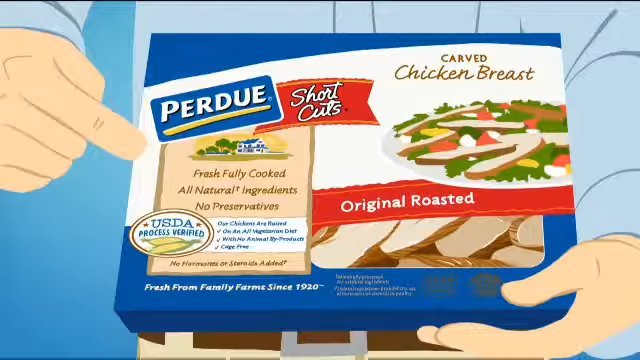 PERDUE®
Short
Cuts®
CARVED
Chicken Breast
Fresh Fully Cooked
All Natural† Ingredients
No Preservatives
Original Roasted
USDA
PROCESS VERIFIED
Our Chickens Are Raised
✓ On An All Vegetarian Diet
✓ With No Animal By-Products
✓ Cage Free
No Hormones or Steroids Added†
Fresh From Family Farms Since 1920™